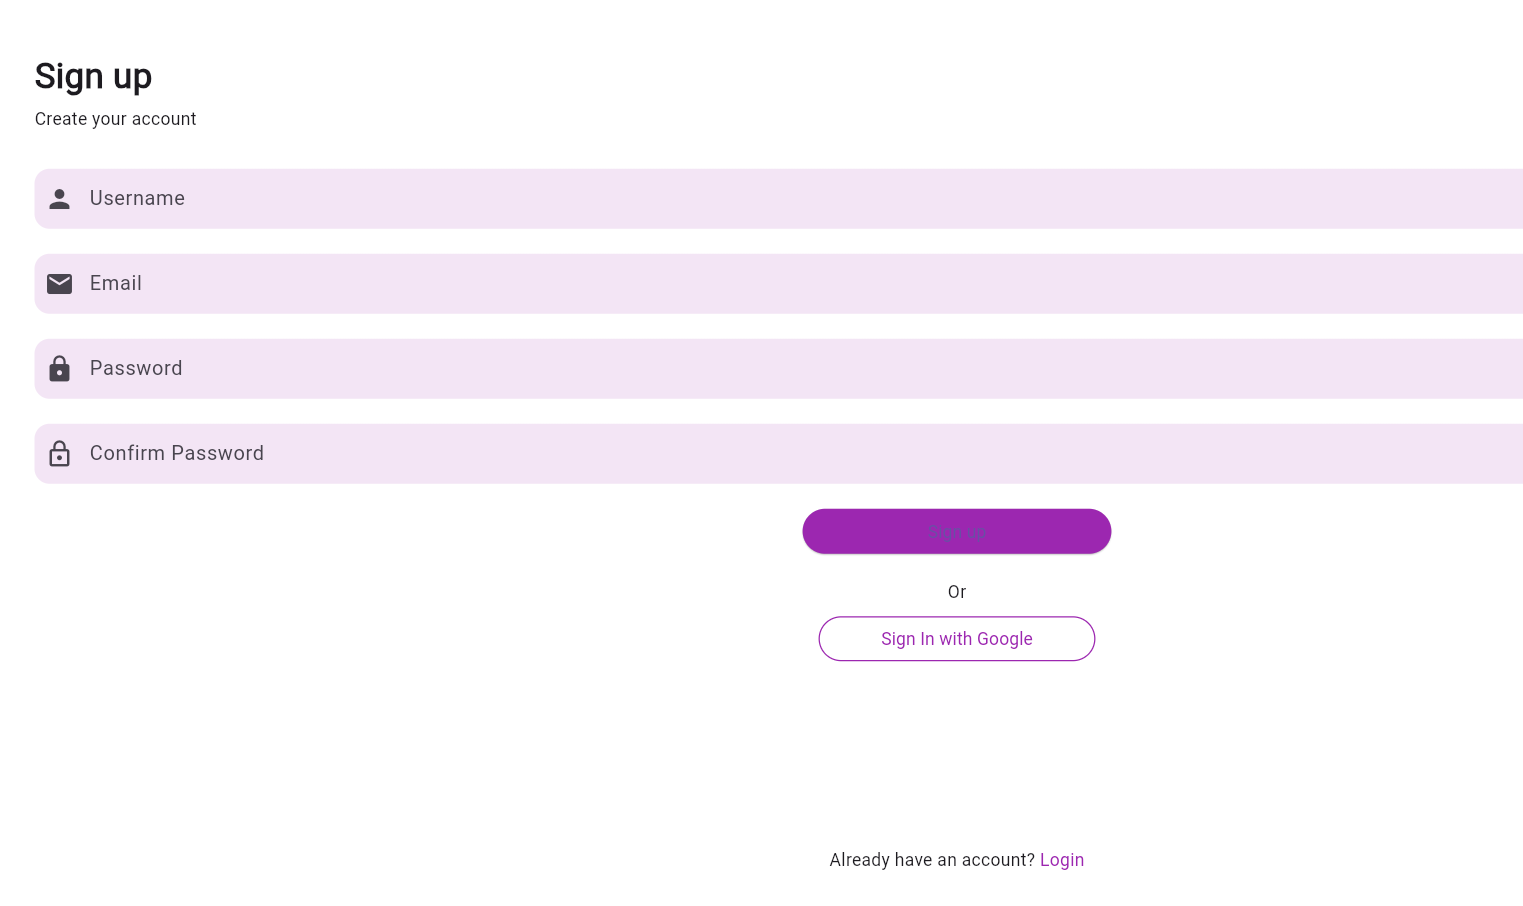 Sign up
Create your account
Username
Email
Password
Confirm Password
Sign up
Or
Sign In with Google
Already have an account? Login